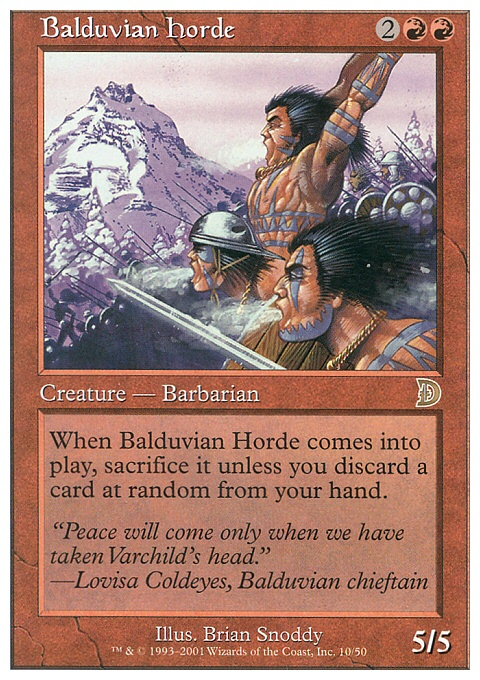 Balduvian Horde 2
Creature — Barbarian
When Balduvian Horde comes into
play, sacrifice it unless you discard a
card at random from your hand.
“Peace will come only when we have
taken Varchild’s head.”
—Lovisa Coldeyes, Balduvian chieftain
Illus. Brian Snoddy
™ & © 1993–2001 Wizards of the Coast, Inc. 10/50
5/5